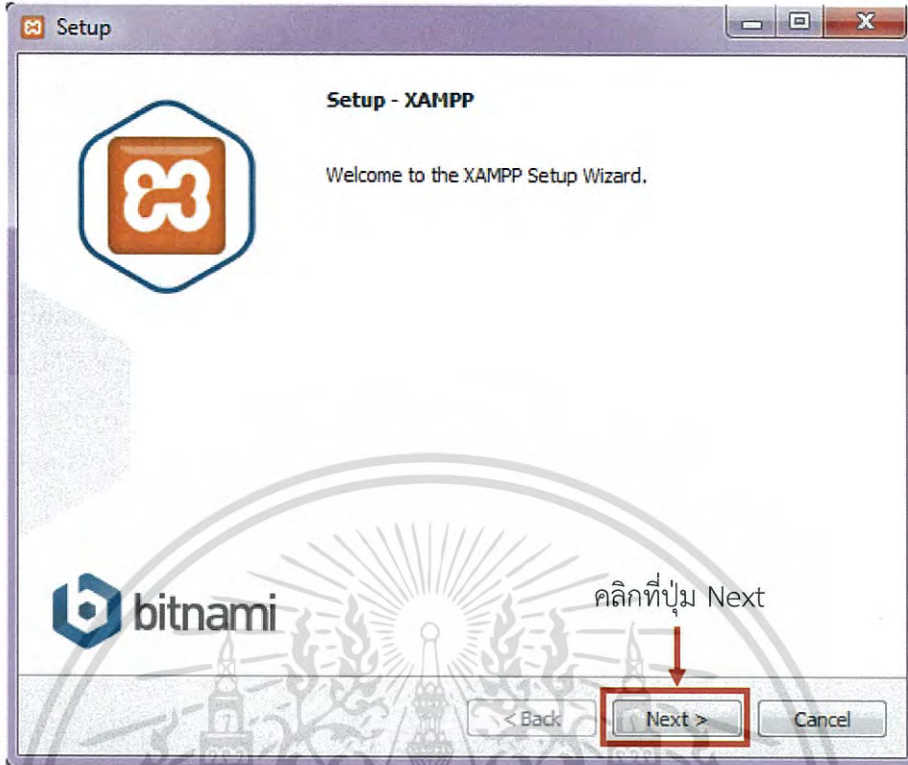 Setup
Setup - XAMPP
Welcome to the XAMPP Setup Wizard.
bitnami
คลิกที่ปุ่ม Next
< Back
Next >
Cancel